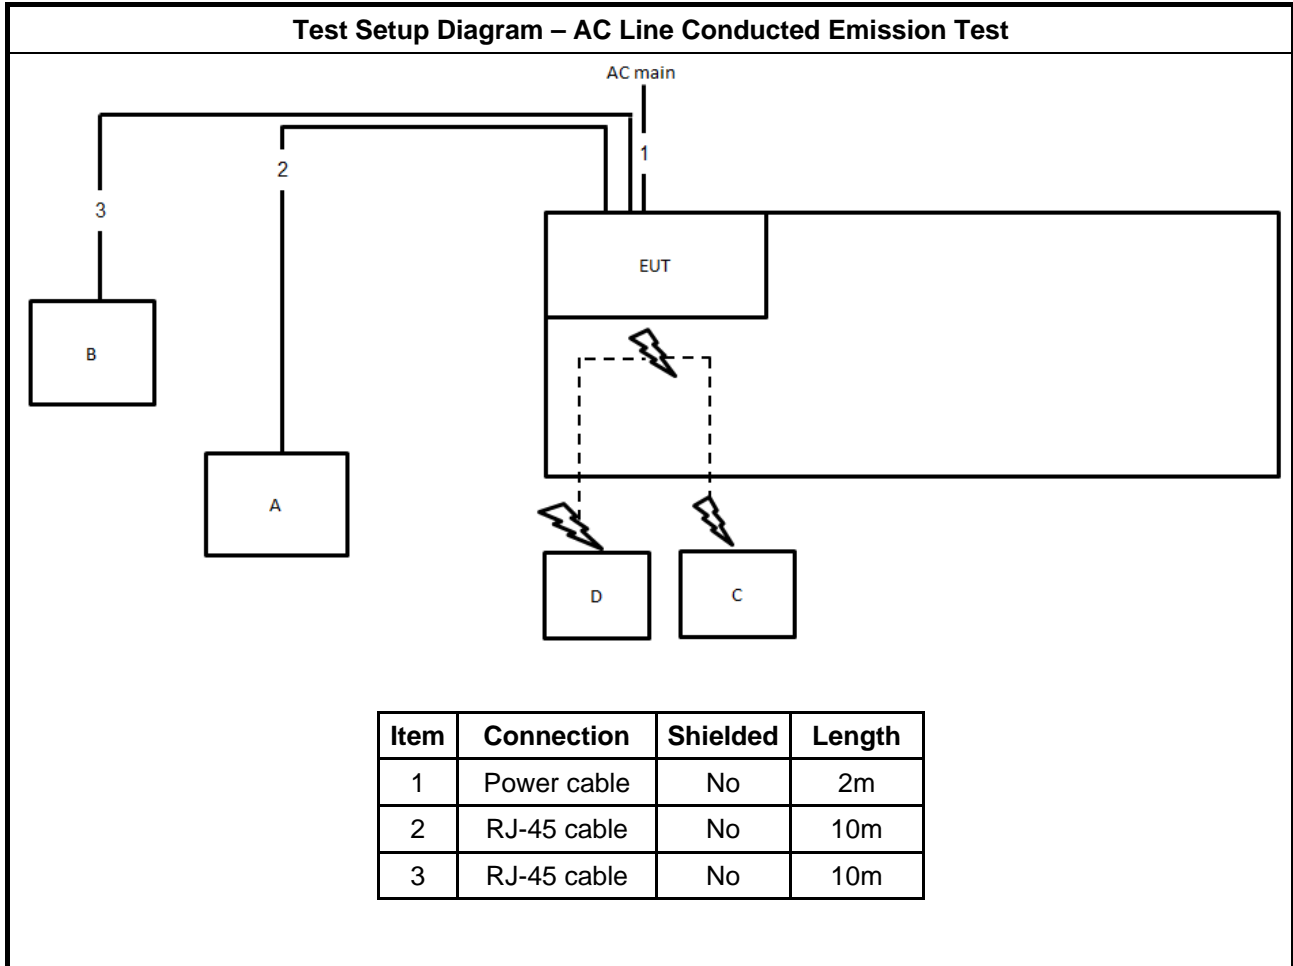 Test Setup Diagram – AC Line Conducted Emission Test
AC main
1
2
3
EUT
B
A
D
C
Item Connection Shielded Length
1 Power cable No 2m
2 RJ-45 cable No 10m
3 RJ-45 cable No 10m